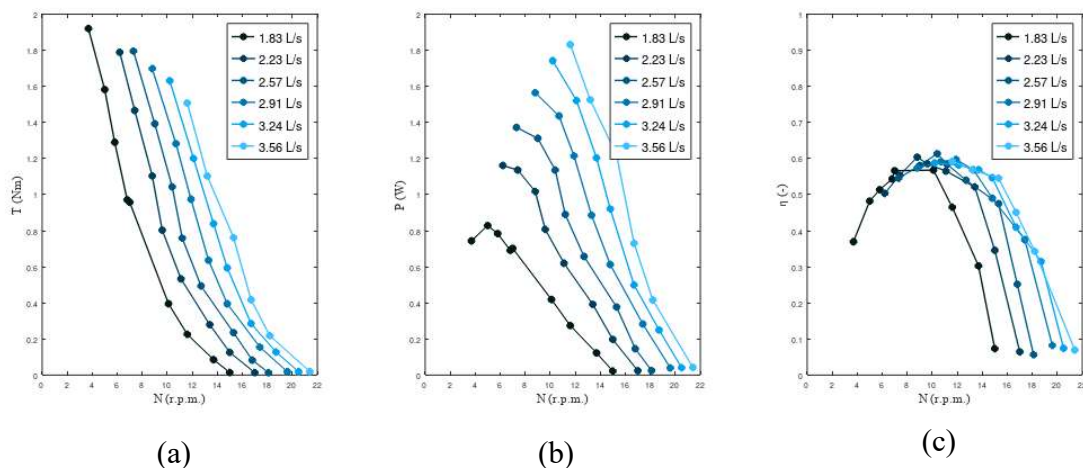 2
1.8
1.6
1.4
1.2
1
0.8
0.6
0.4
0.2
0
T (Nm)
0 2 4 6 8 10 12 14 16 18 20 22
N (r.p.m.)
1.83 L/s
2.23 L/s
2.57 L/s
2.91 L/s
3.24 L/s
3.56 L/s
(a)
2
1.8
1.6
1.4
1.2
1
0.8
0.6
0.4
0.2
0
P (W)
0 2 4 6 8 10 12 14 16 18 20 22
N (r.p.m.)
1.83 L/s
2.23 L/s
2.57 L/s
2.91 L/s
3.24 L/s
3.56 L/s
(b)
1
0.9
0.8
0.7
0.6
0.5
0.4
0.3
0.2
0.1
0
η (-)
0 2 4 6 8 10 12 14 16 18 20 22
N (r.p.m.)
1.83 L/s
2.23 L/s
2.57 L/s
2.91 L/s
3.24 L/s
3.56 L/s
(c)